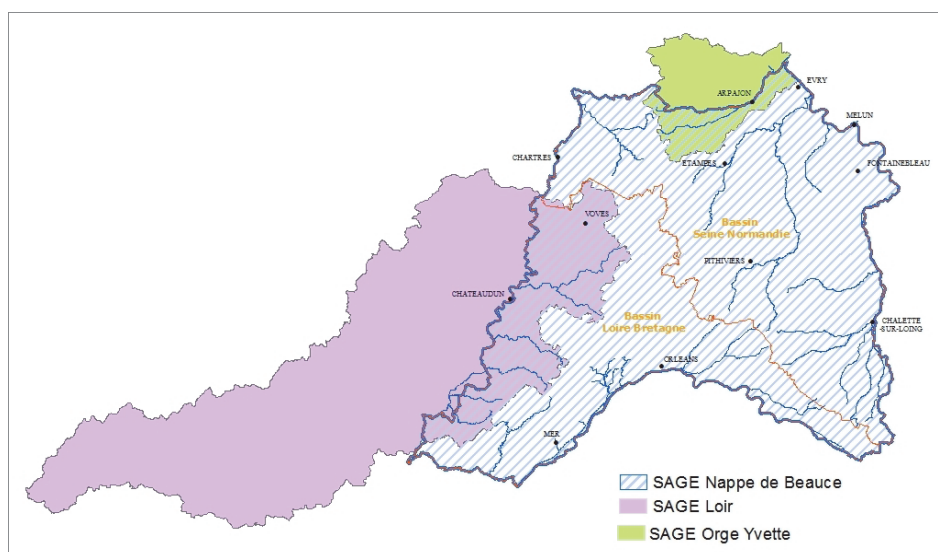 EVRY
ARPAJON
MELUN
CHARTRES
ETAMPES
FONTAINEBLEAU
VOVES
Bassin
Seine Normandie
PITHIVIERS
CHATEAUDUN
Bassin
Loire Bretagne
CHALETTE
SUR-LOING
ORLEANS
MER
SAGE Nappe de Beauce
SAGE Loir
SAGE Orge Yvette